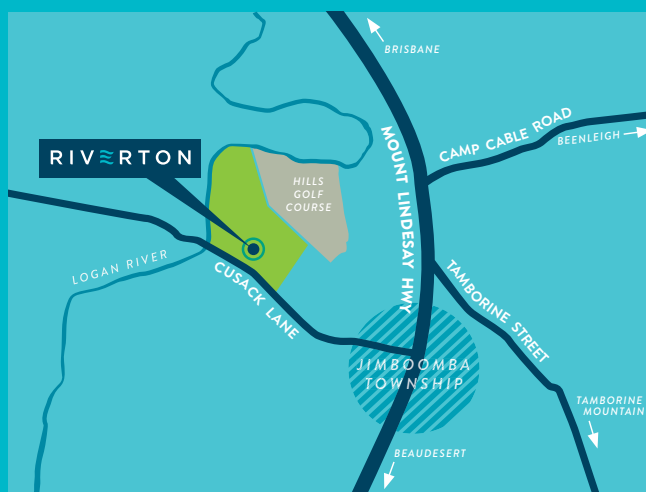 BRISBANE
CAMP CABLE ROAD
BEENLEIGH
MOUNT LINDESAY HWY
RIVERTON
HILLS
GOLF
COURSE
LOGAN RIVER
CUSACK LANE
TAMBORINE STREET
JIMBOOMBA
TOWNSHIP
TAMBORINE
MOUNTAIN
BEAUDESERT